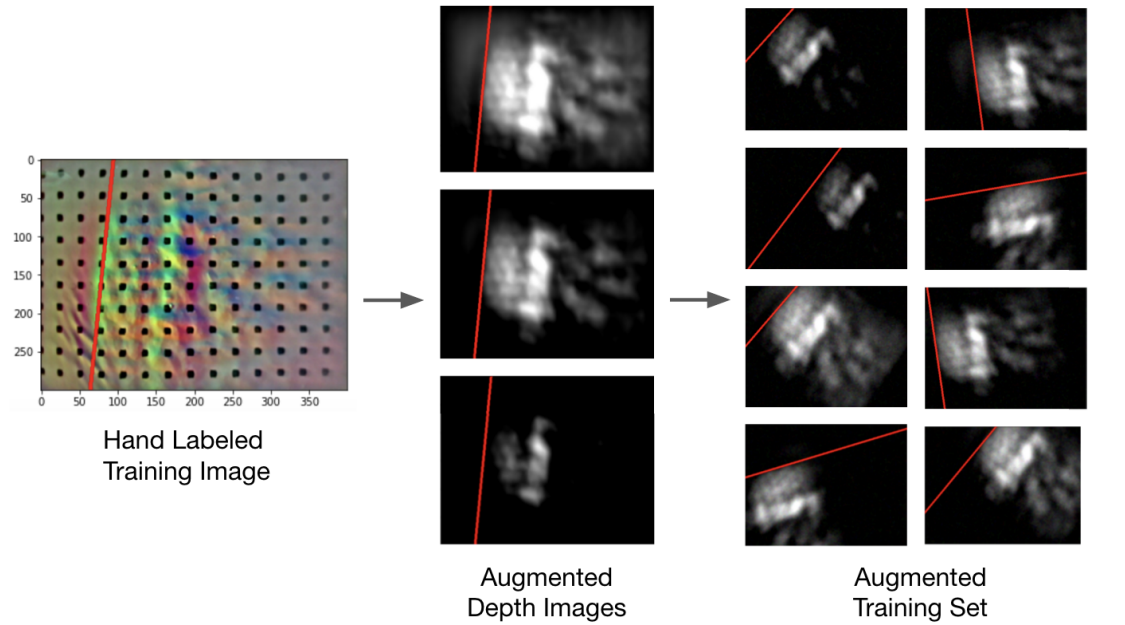 0
50
100
150
200
250
0 50 100 150 200 250 300 350
Hand Labeled
Training Image
Augmented
Depth Images
Augmented
Training Set